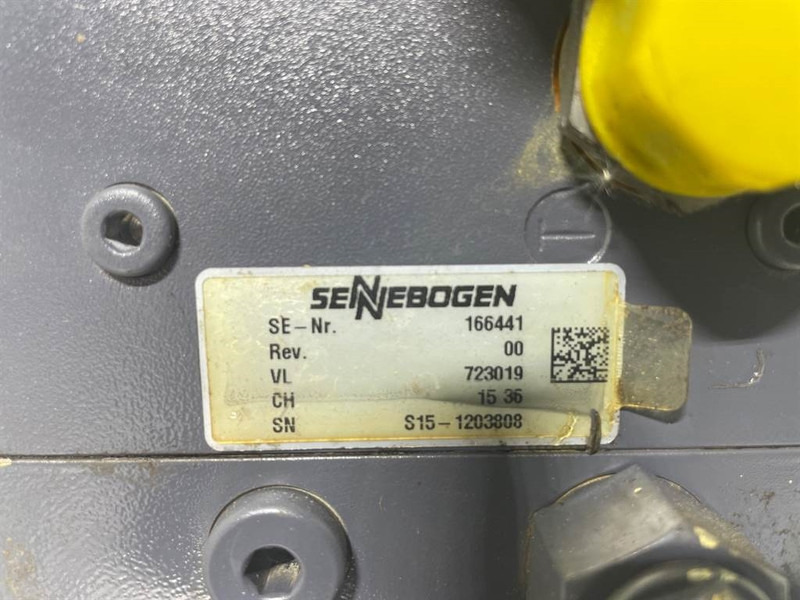 SENNEBOGEN
SE-Nr. 166441
Rev. 00
VL 723019
CH 15 36
SN S15-1203808